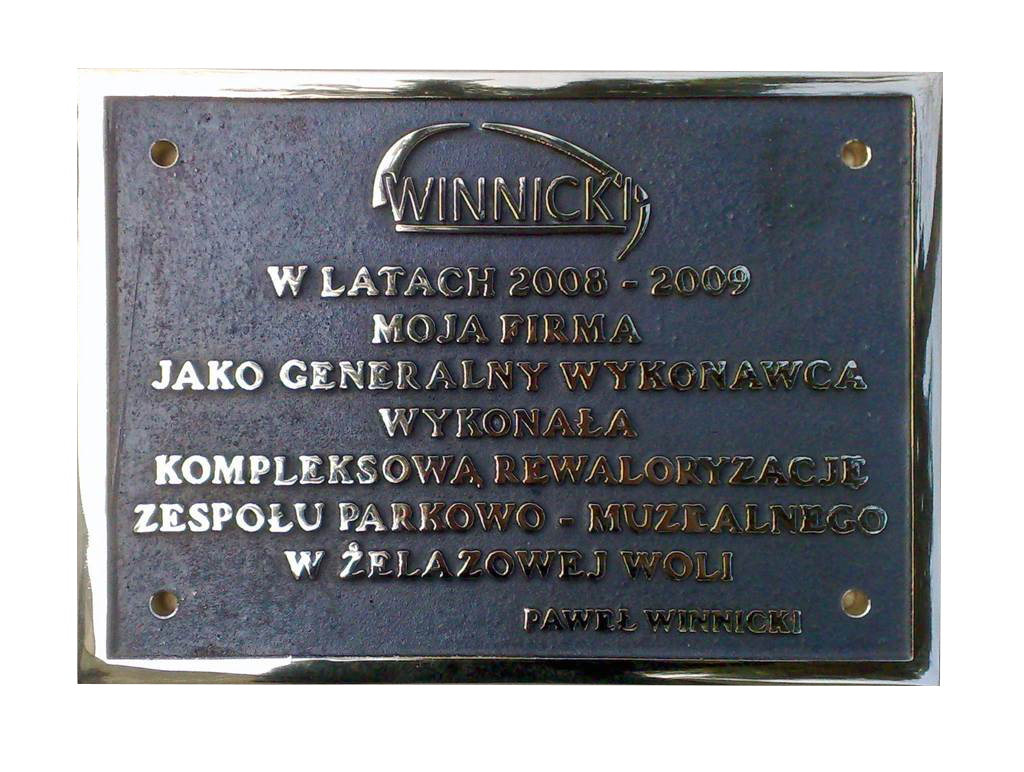 WINNICKI
W LATACH 2008 - 2009
MOJA FIRMA
JAKO GENERALNY WYKONAWCA
WYKONAŁA
KOMPLEKSOWĄ REWALORYZACJĘ
ZESPOŁU PARKOWO - MUZEALNEGO
W ŻELAZOWEJ WOLI
PAWEŁ WINNICKI